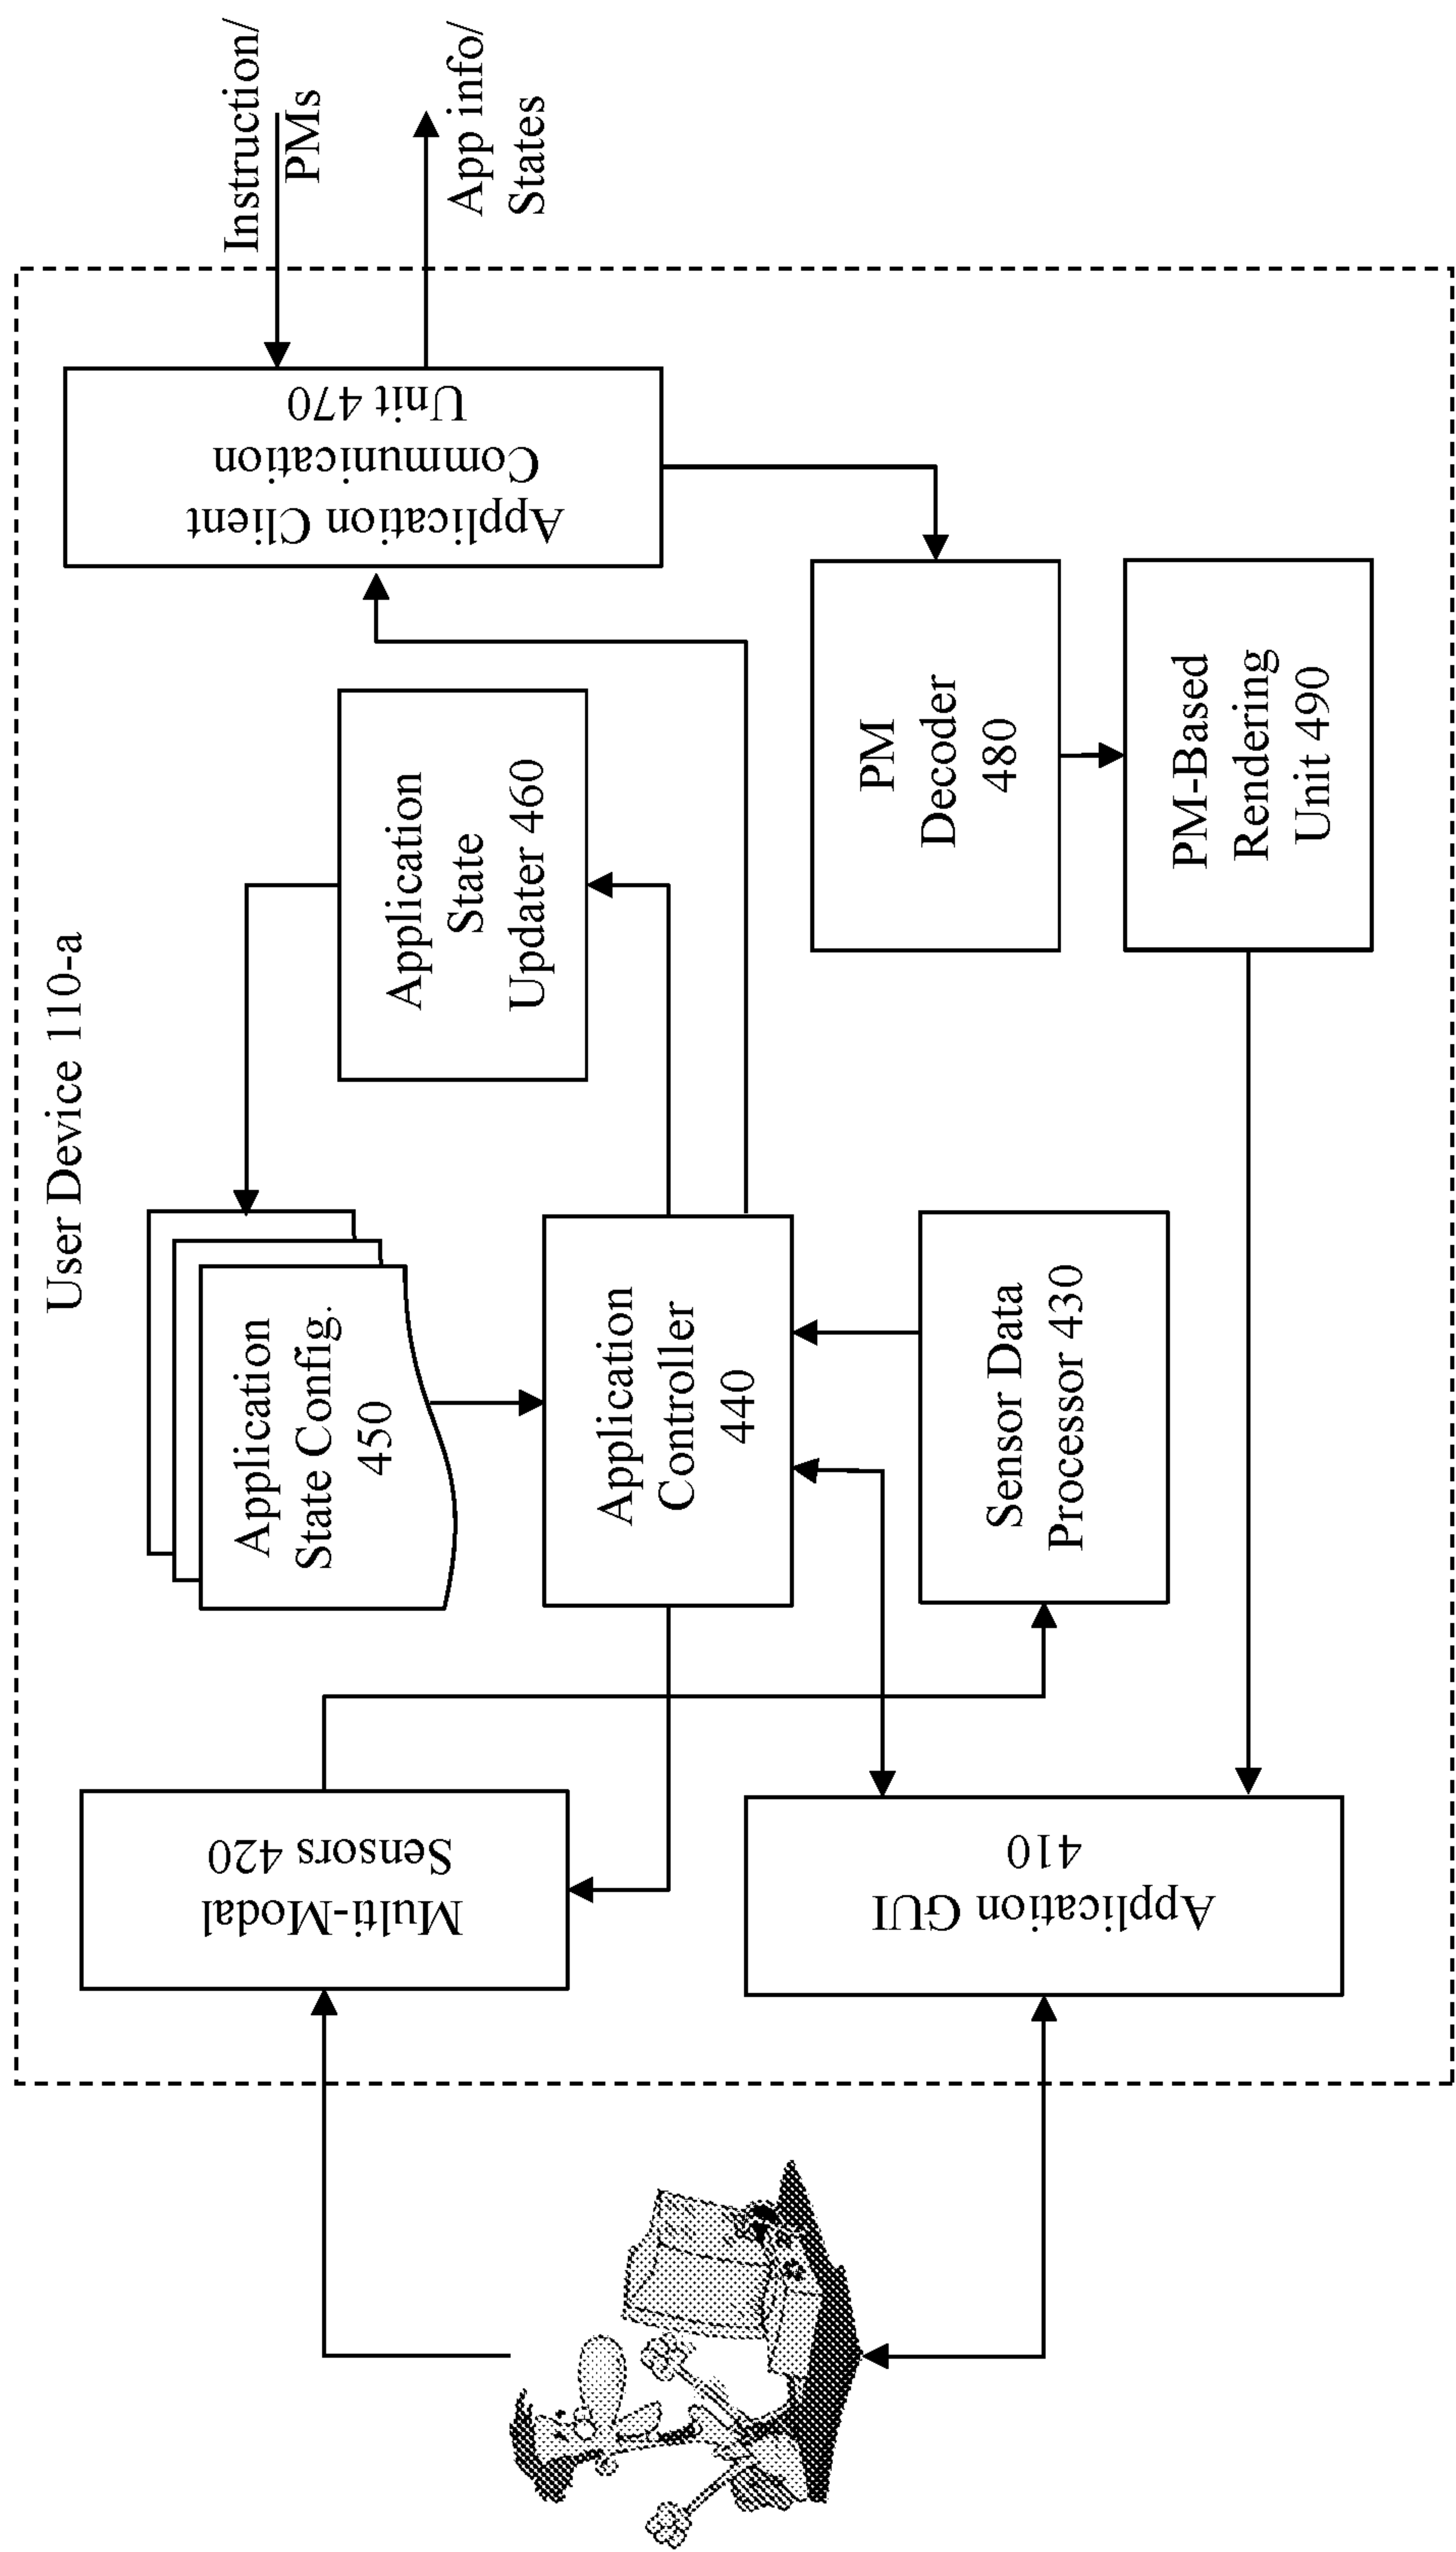 User Device 110-a
Instruction/
PMs
App info/
States
Application Client
Communication
Unit 470
Application
State
Updater 460
Application
State Config.
450
Application
Controller
440
PM
Decoder
480
PM-Based
Rendering
Unit 490
Sensor Data
Processor 430
Multi-Modal
Sensors 420
Application GUI
410